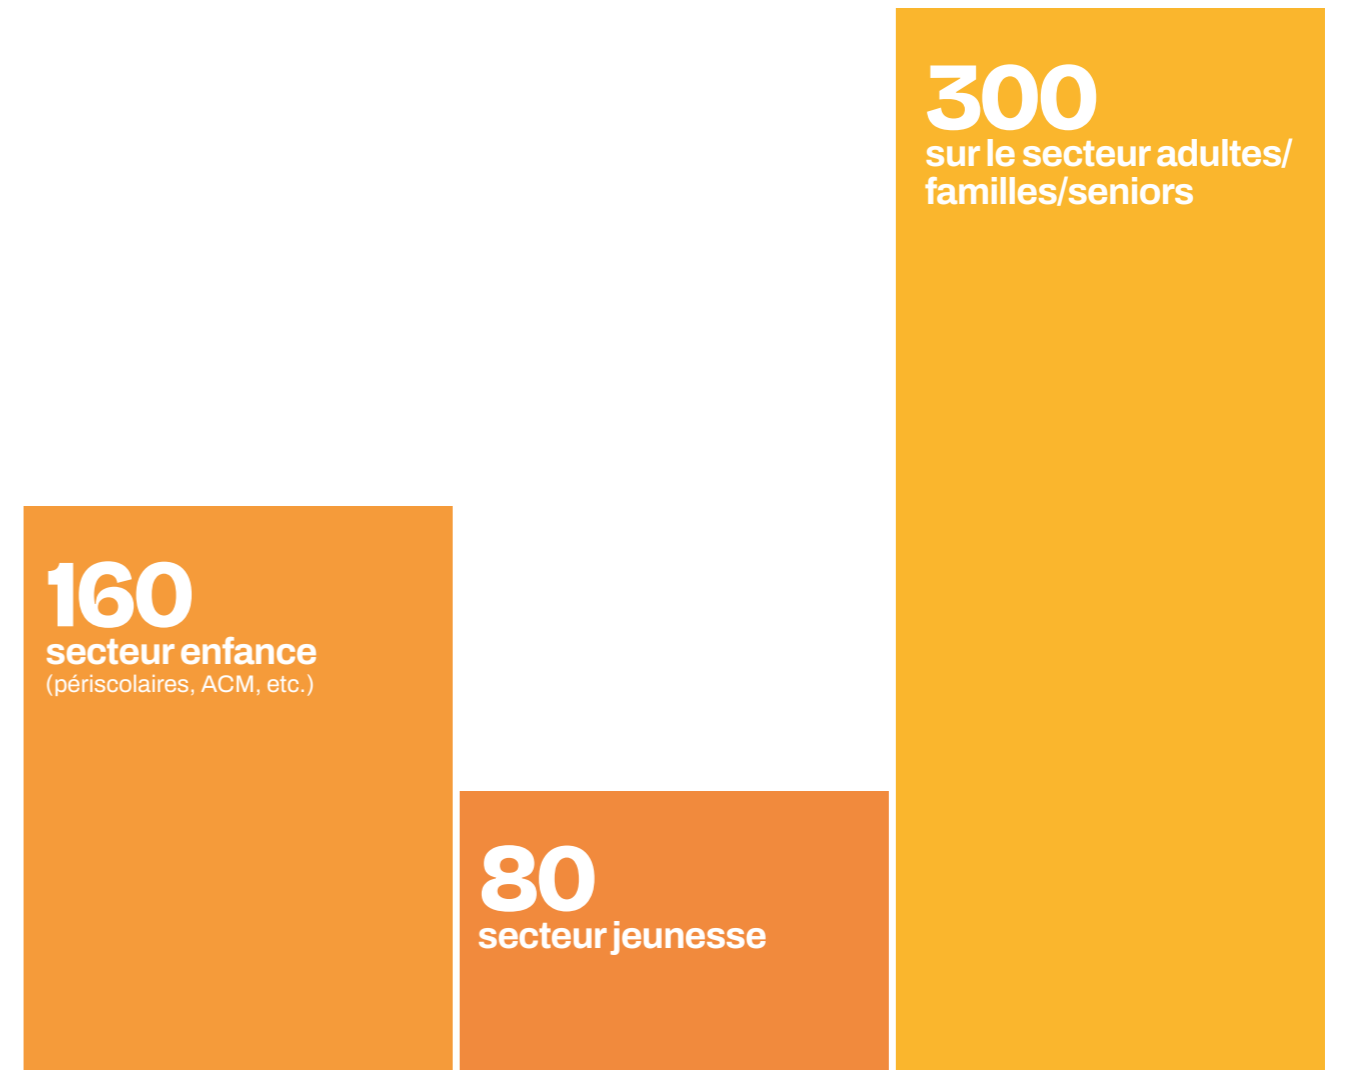 160
secteur enfance
(périscolaires, ACM, etc.)
80
secteur jeunesse
300
sur le secteur adultes/
familles/seniors